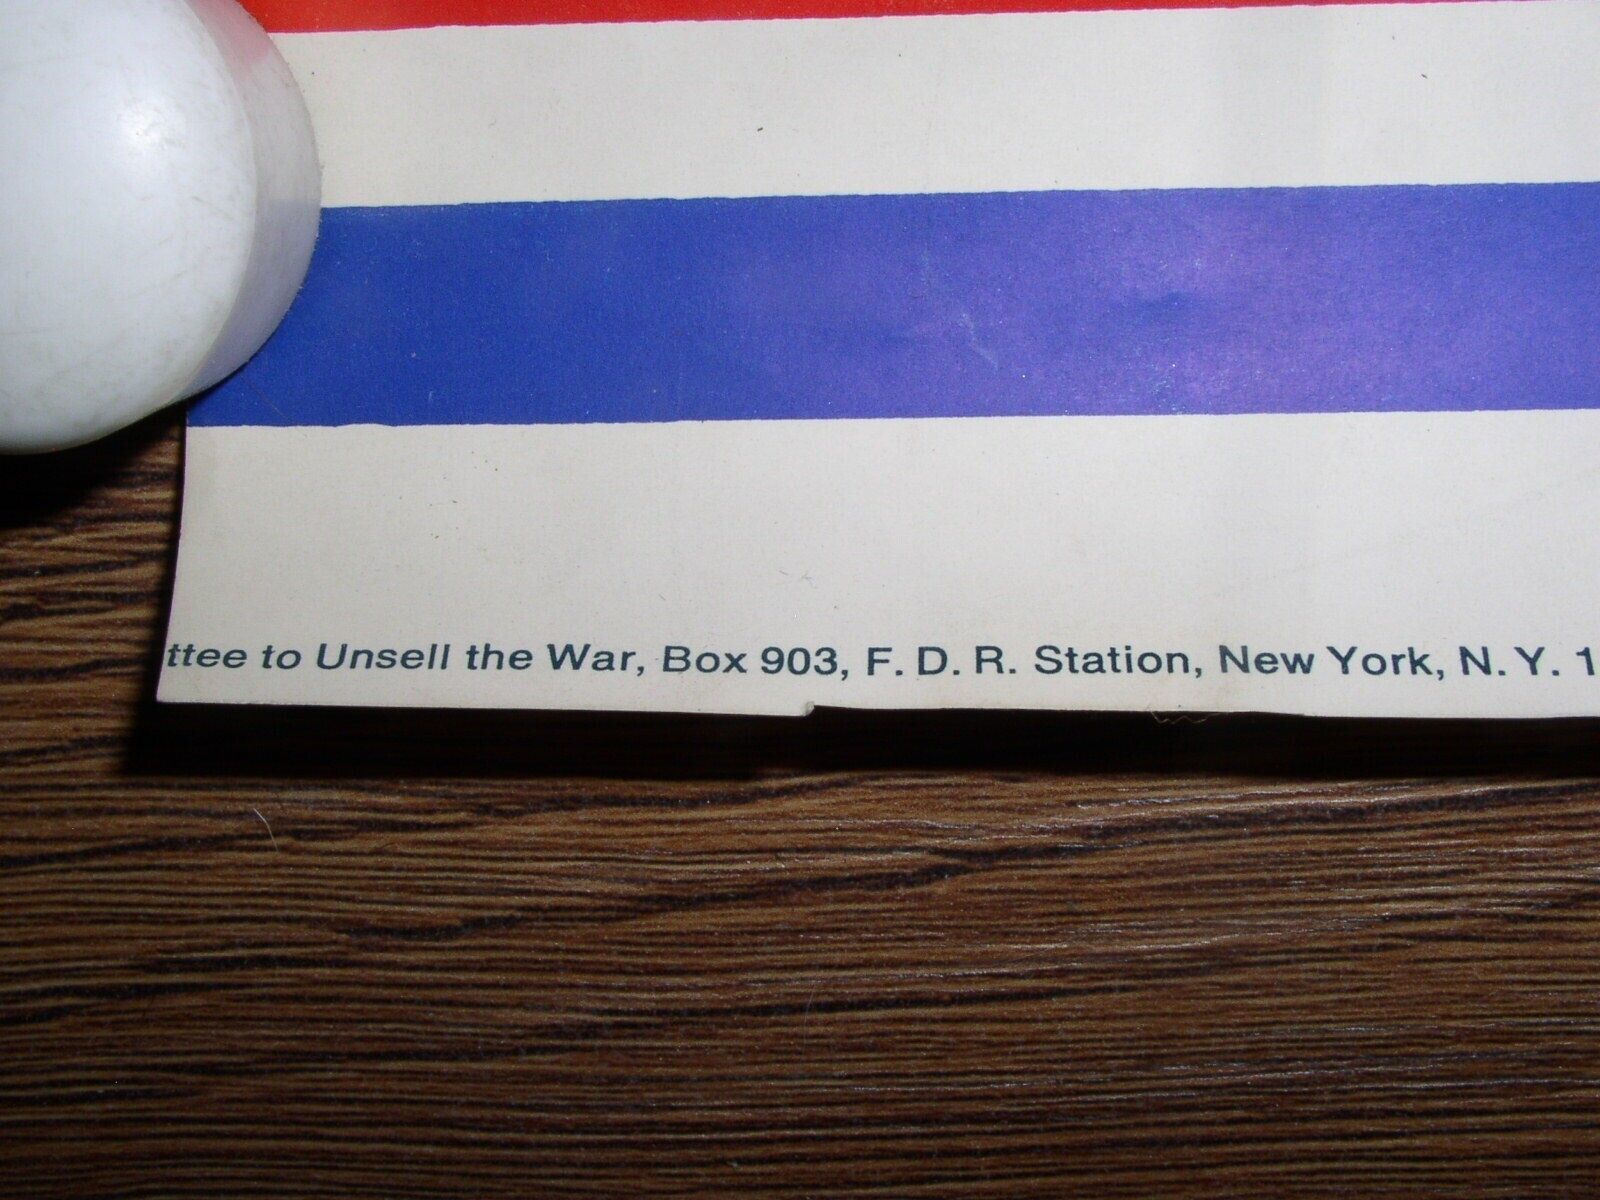 ttee to Unsell the War, Box 903, F. D. R. Station, New York, N. Y. 1